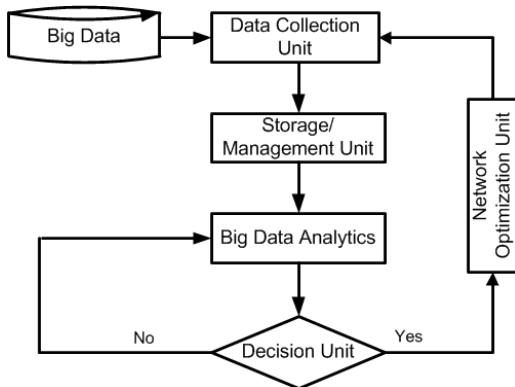 Big Data
Data Collection
Unit
Storage/
Management Unit
Big Data Analytics
Decision Unit
No
Yes
Network
Optimization Unit